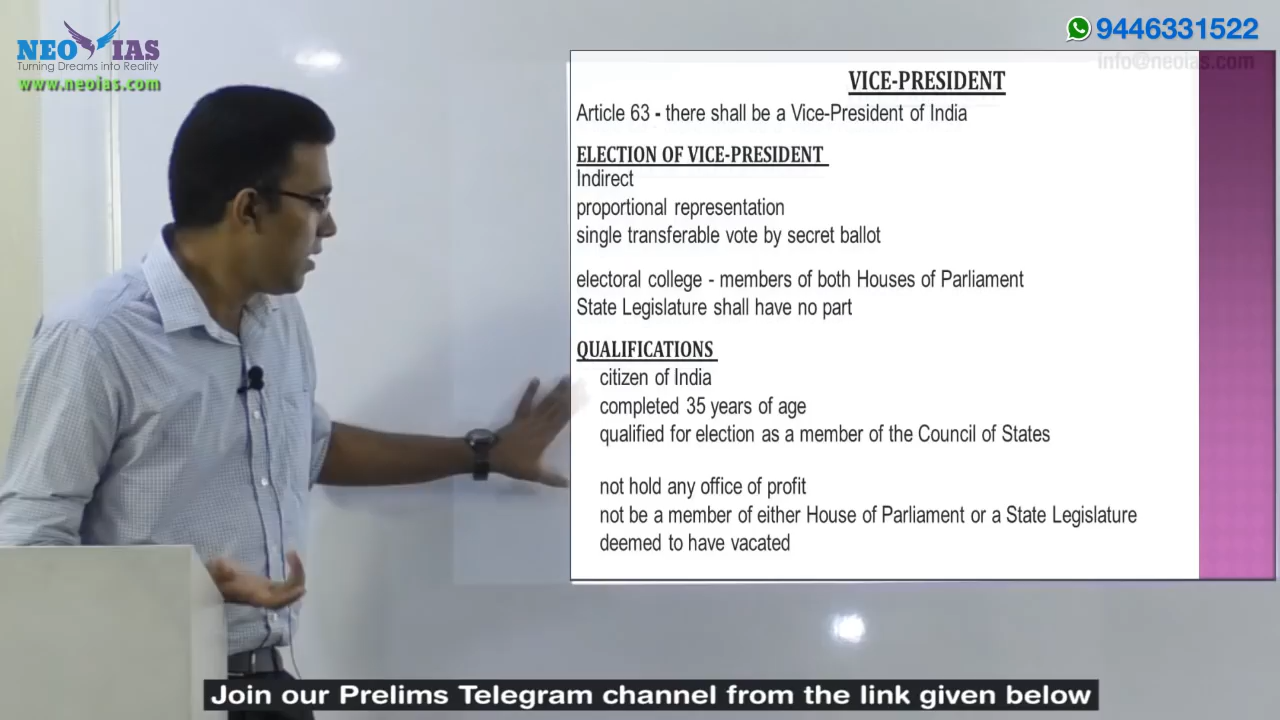 NEO IAS
Turning Dreams into Reality
www.neoias.com
9446331522
info@neoias.com
VICE-PRESIDENT
Article 63 - there shall be a Vice-President of India
ELECTION OF VICE-PRESIDENT
Indirect
proportional representation
single transferable vote by secret ballot
electoral college - members of both Houses of Parliament
State Legislature shall have no part
QUALIFICATIONS
citizen of India
completed 35 years of age
qualified for election as a member of the Council of States
not hold any office of profit
not be a member of either House of Parliament or a State Legislature
deemed to have vacated
Join our Prelims Telegram channel from the link given below